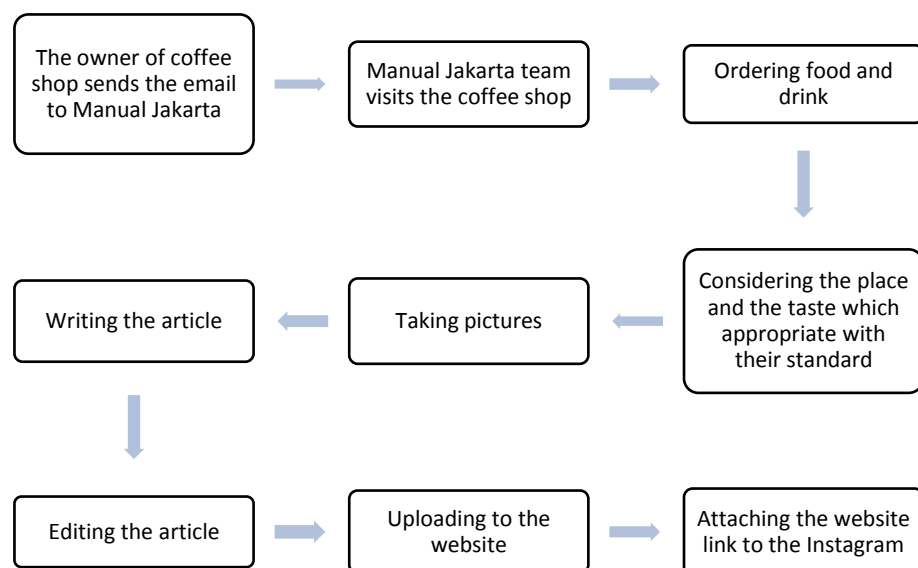 The owner of coffee
shop sends the email
to Manual Jakarta
Manual Jakarta team
visits the coffee shop
Ordering food and
drink
Considering the place
and the taste which
appropriate with
their standard
Taking pictures
Writing the article
Editing the article
Uploading to the
website
Attaching the website
link to the Instagram